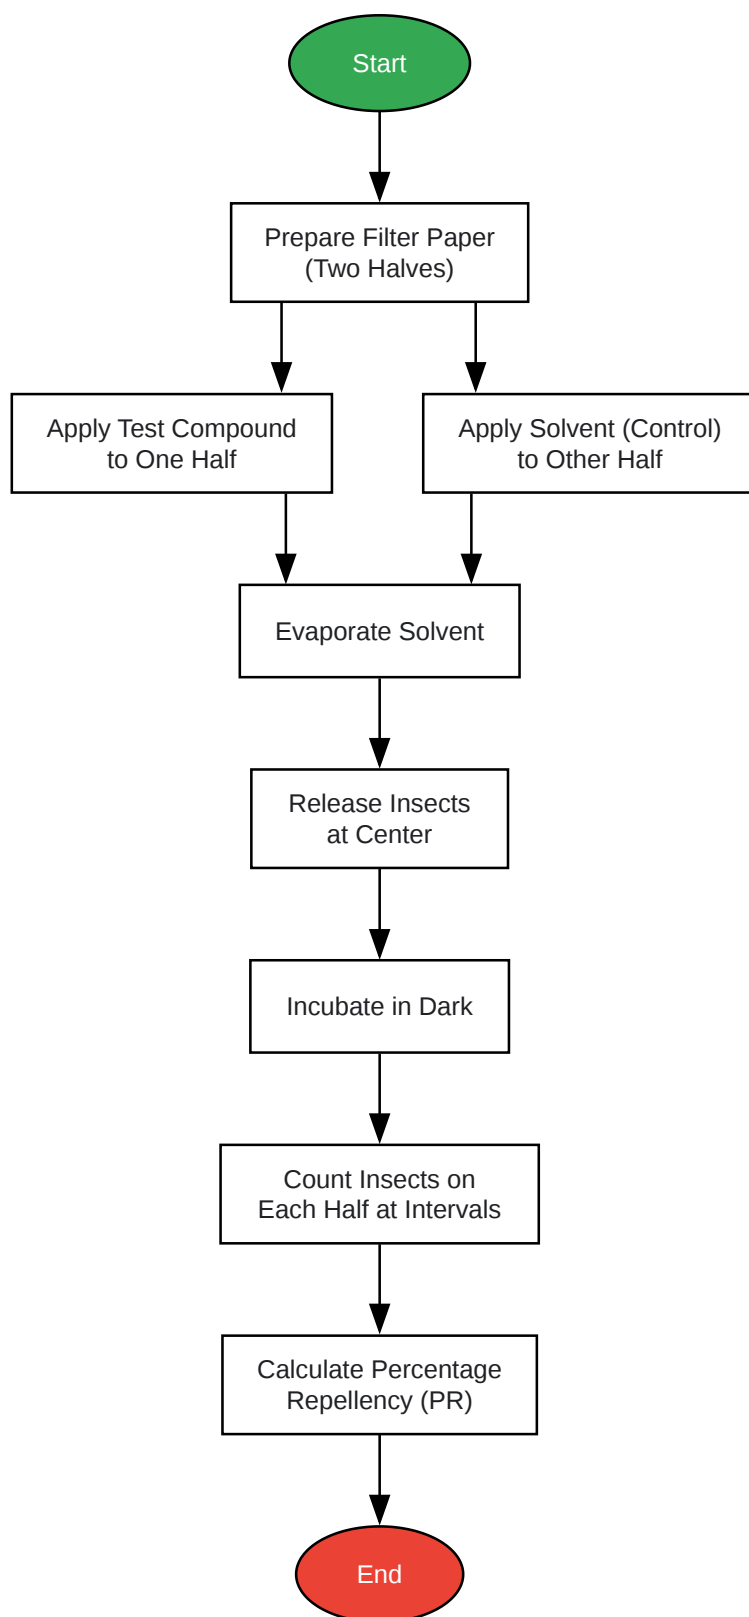 Start
Prepare Filter Paper
(Two Halves)
Apply Test Compound
to One Half
Apply Solvent (Control)
to Other Half
Evaporate Solvent
Release Insects
at Center
Incubate in Dark
Count Insects on
Each Half at Intervals
Calculate Percentage
Repellency (PR)
End